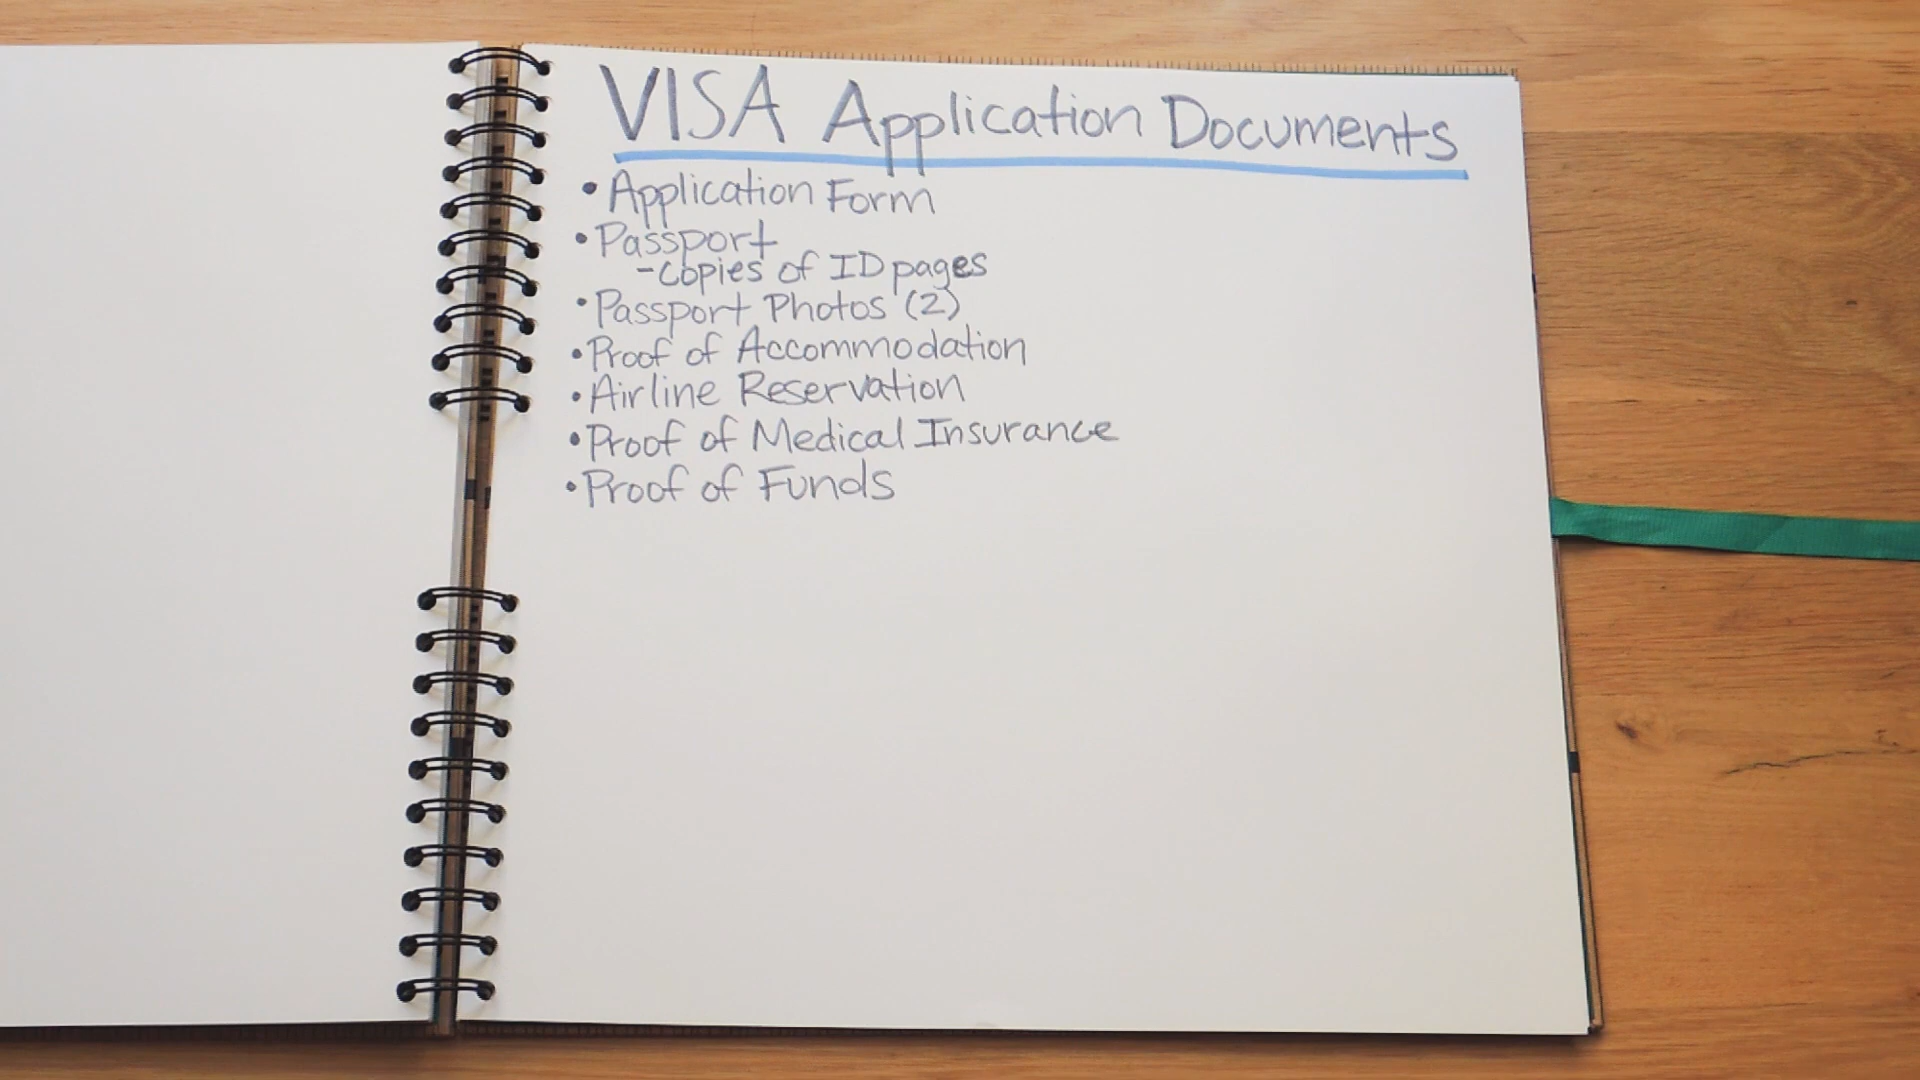 VISA Application Documents
• Application Form
• Passport
-Copies of ID pages
• Passport Photos (2)
• Proof of Accommodation
• Airline Reservation
• Proof of Medical Insurance
• Proof of Funds